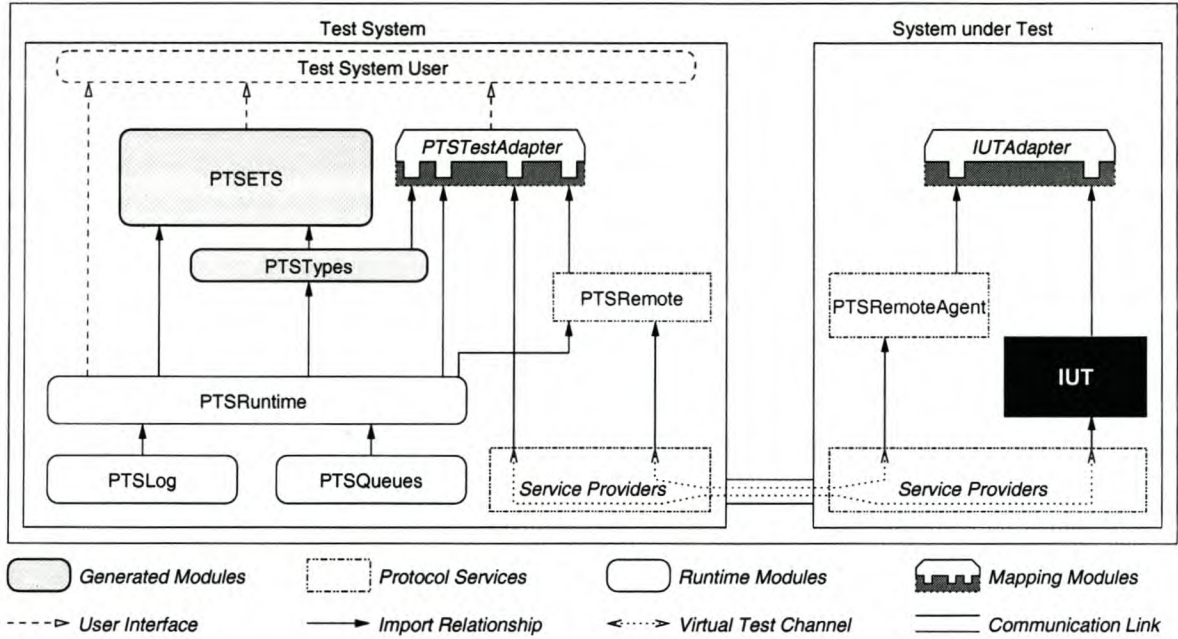 Test System
System under Test
Test System User
PTSETS
PTSTestAdapter
IUTAdapter
PTSTypes
PTSRemote
PTSRemoteAgent
IUT
PTSRuntime
PTSLog
PTSQueues
Service Providers
Service Providers
Generated Modules
Protocol Services
Runtime Modules
Mapping Modules
User Interface
Import Relationship
Virtual Test Channel
Communication Link